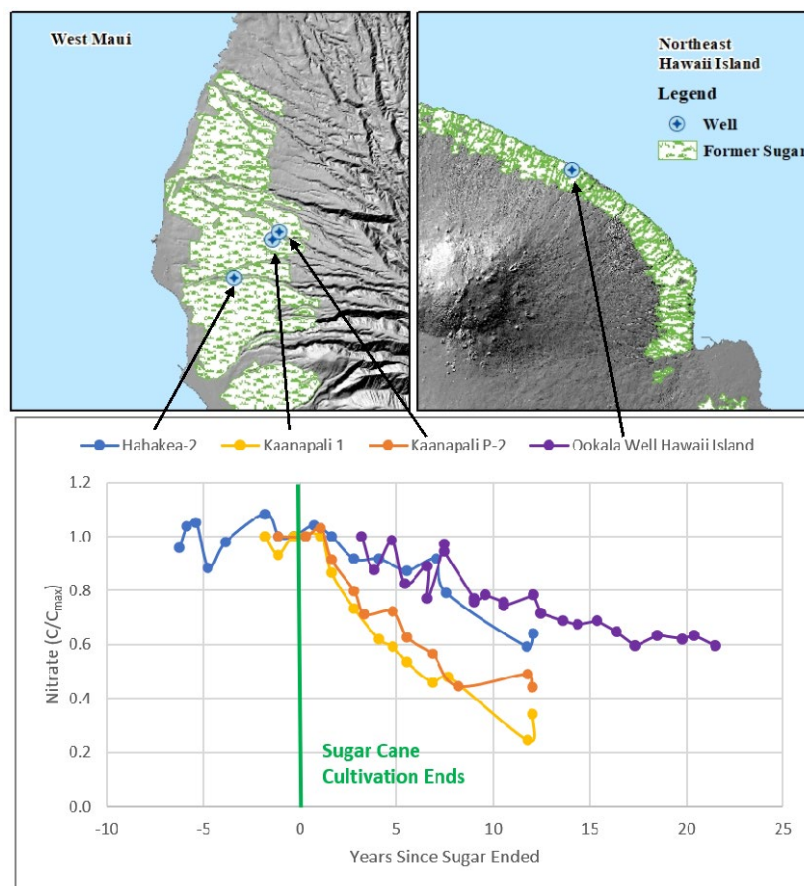 West Maui
Northeast
Hawaii Island
Legend
Well
Former Sugar
Hahakea-2
Kaanapali 1
Kaanapali P-2
Ookala Well Hawaii Island
1.2
1.0
0.8
0.6
0.4
0.2
0.0
Nitrate (C/Cmax)
Sugar Cane
Cultivation Ends
-10
-5
0
5
10
15
20
25
Years Since Sugar Ended